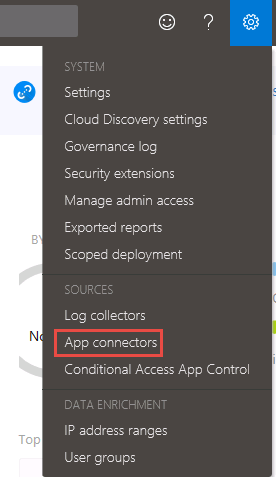 ?
SYSTEM
Settings
Cloud Discovery settings
Governance log
Security extensions
Manage admin access
Exported reports
Scoped deployment
BY
SOURCES
Log collectors
No
App connectors
Conditional Access App Control
DATA ENRICHMENT
IP address ranges
Top
User groups